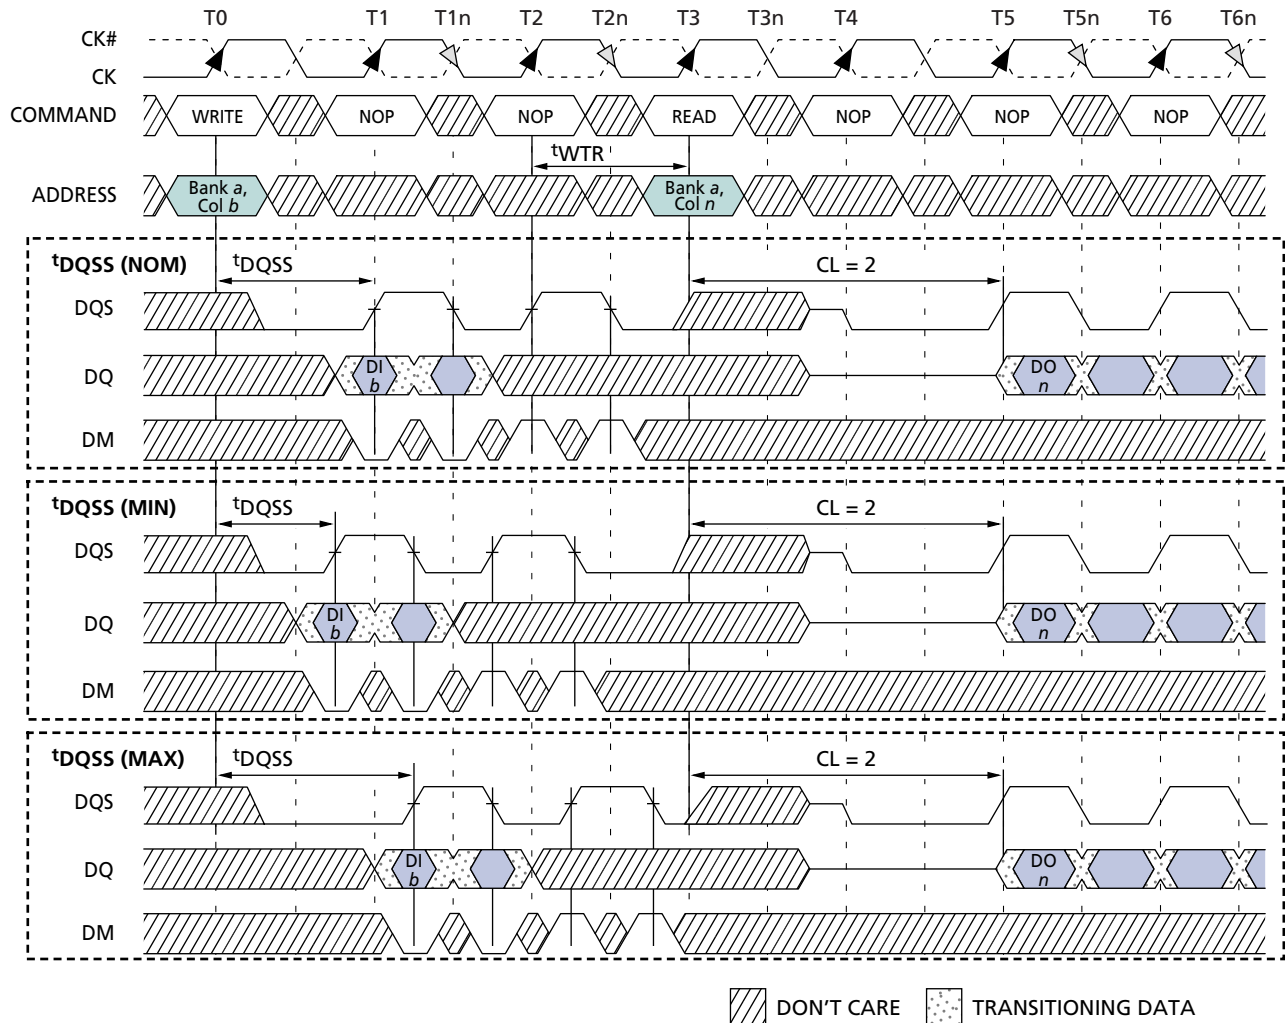 T0 T1 T1n T2 T2n T3 T3n T4 T5 T5n T6 T6n
CK#
CK
COMMAND WRITE NOP NOP READ NOP NOP NOP
tWTR
ADDRESS Bank a, Col b Bank a, Col n
tDQSS (NOM) tDQSS CL = 2
DQS
DQ DI b DO n
DM
tDQSS (MIN) tDQSS CL = 2
DQS
DQ DI b DO n
DM
tDQSS (MAX) tDQSS CL = 2
DQS
DQ DI b DO n
DM
DON'T CARE TRANSITIONING DATA